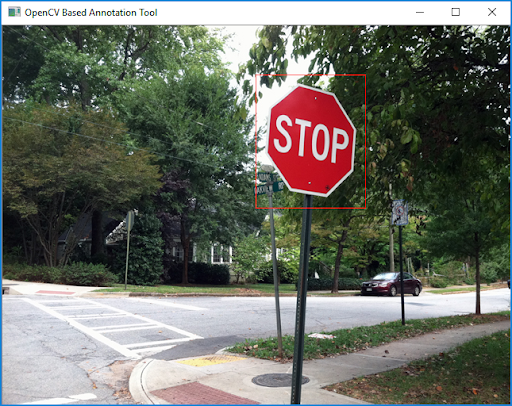 OpenCV Based Annotation Tool
STOP